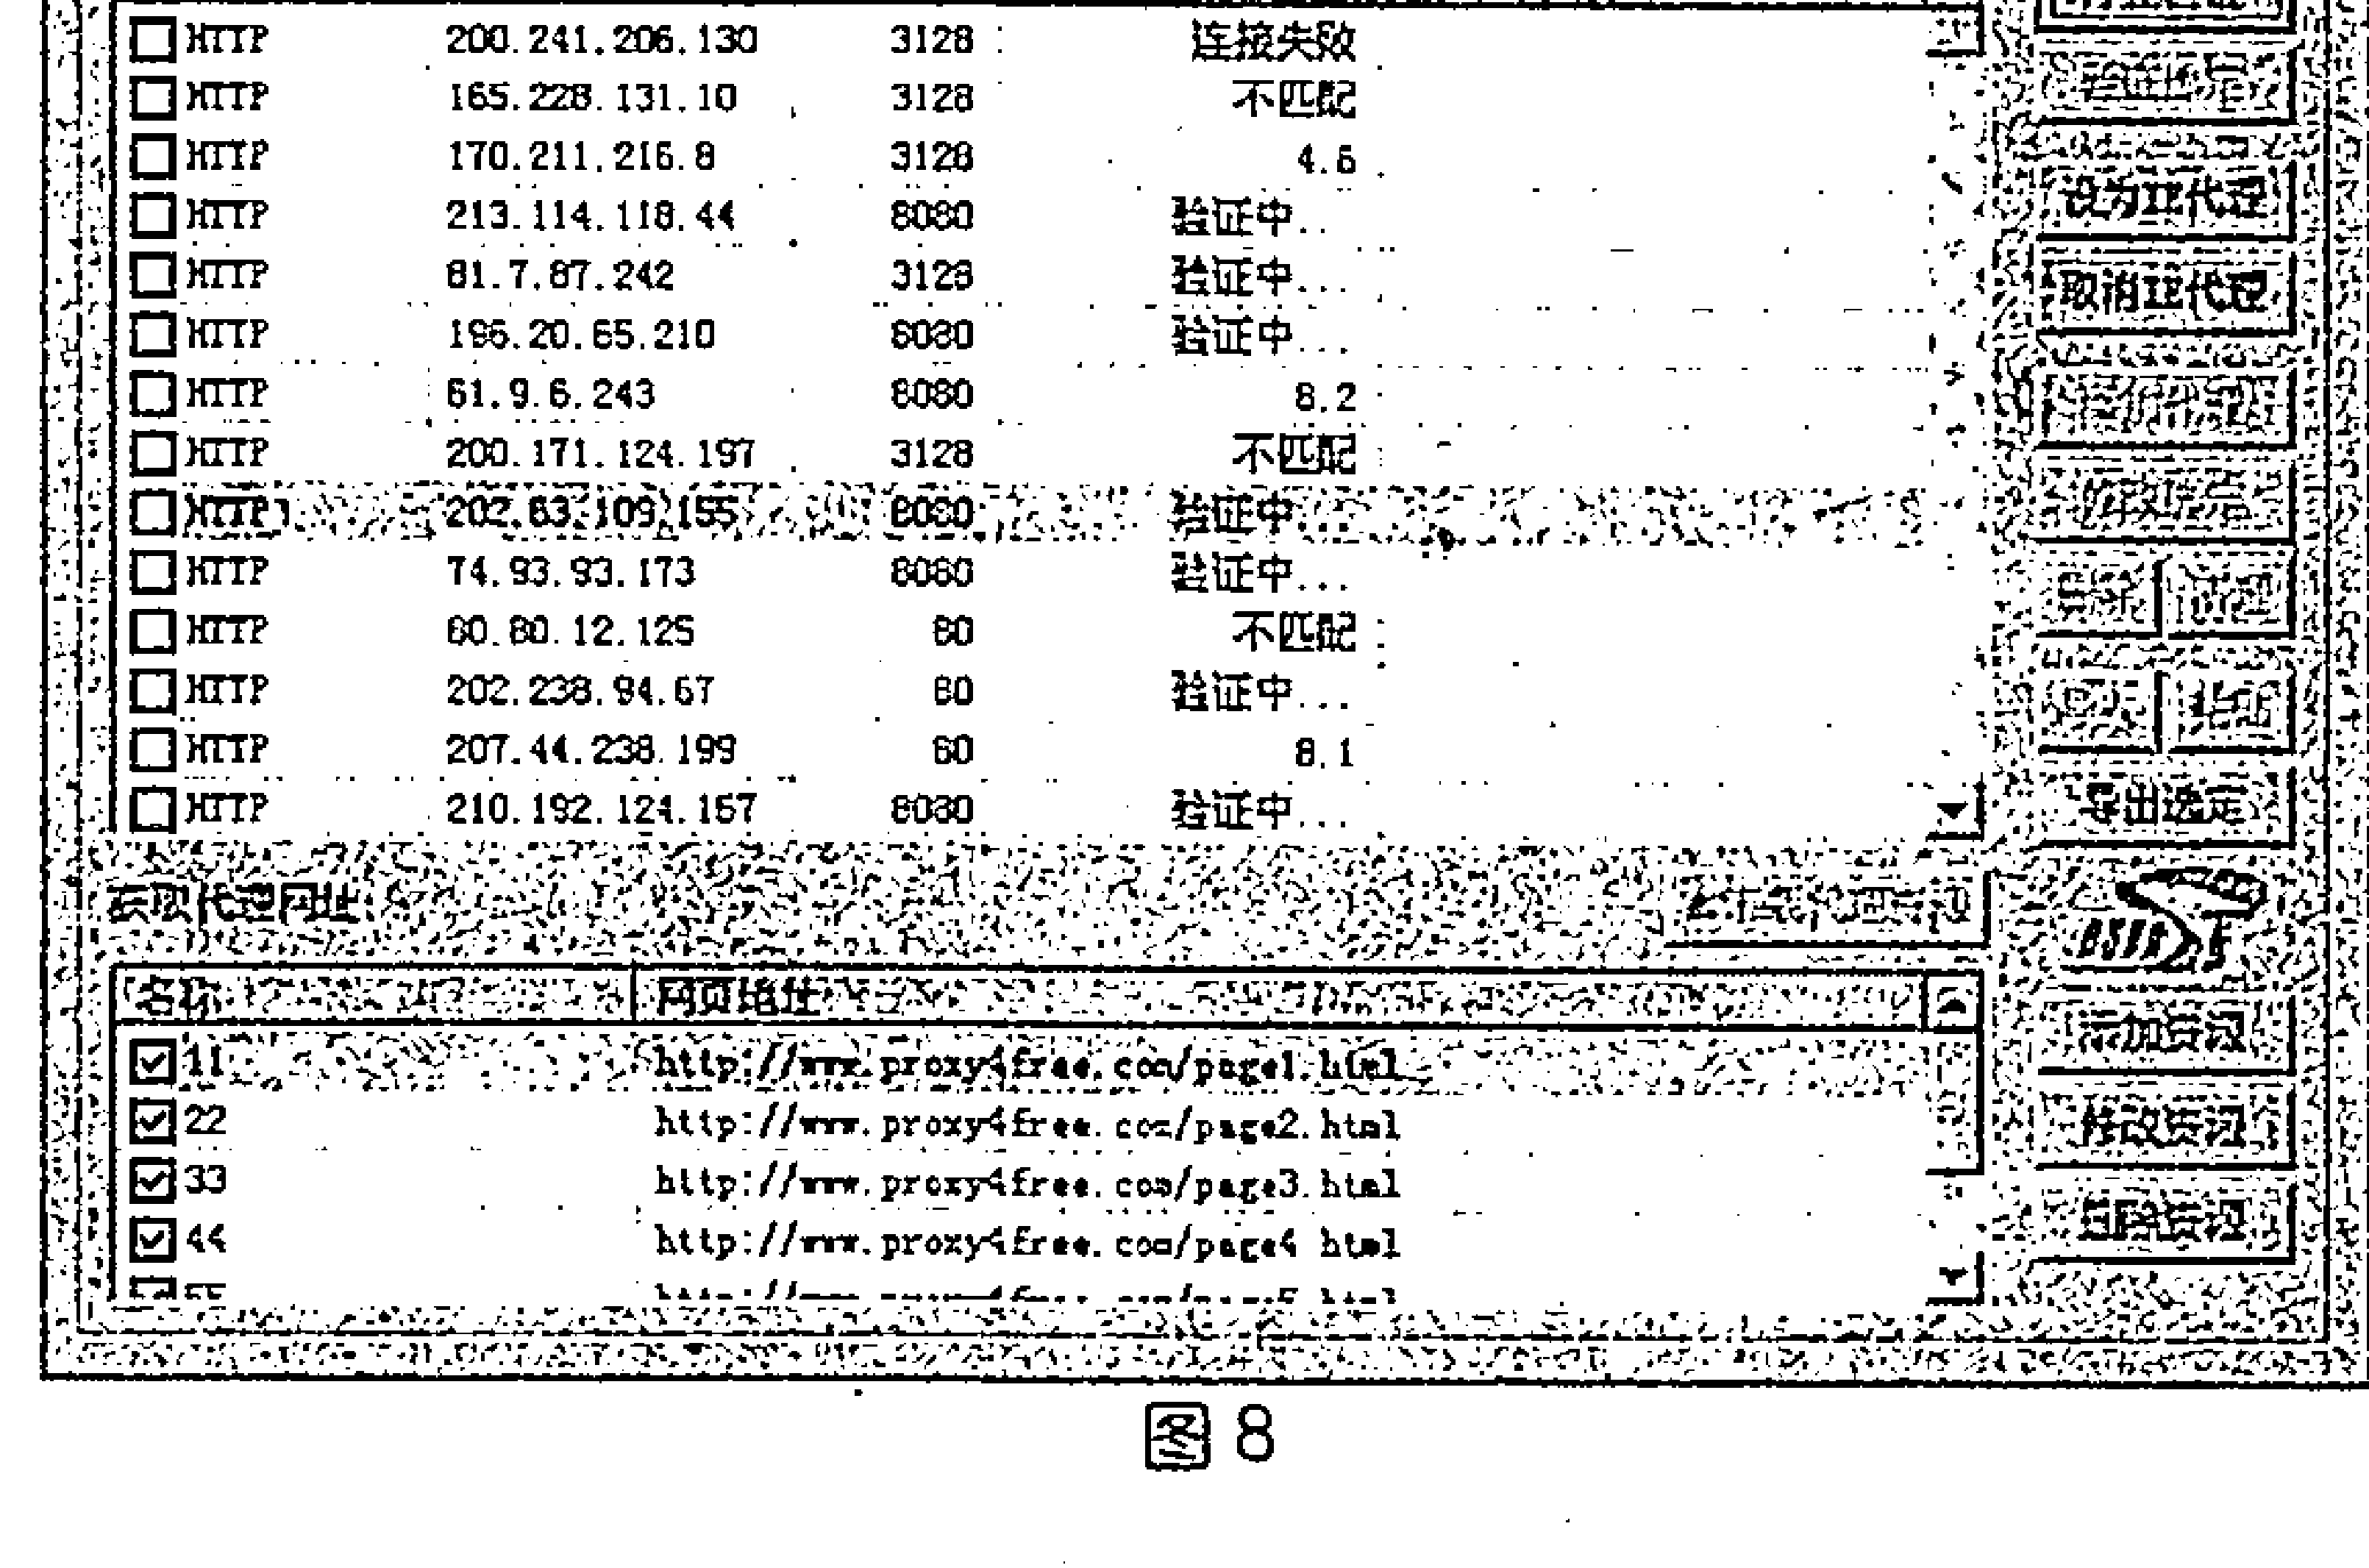 HTTP 200.241.206.130 3128 连接失败
HTTP 165.228.131.10 3128 不匹配
HTTP 170.211.216.8 3128 4.6
HTTP 213.114.118.44 8080 验证中...
设为IE代理
HTTP 81.7.87.242 3128 验证中...
取消IE代理
HTTP 196.20.65.210 8080 验证中...
HTTP 61.9.6.243 8080 8.2
HTTP 200.171.124.197 3128 不匹配
HTTP 202.63.109.155 8080 验证中...
HTTP 74.93.93.173 8080 验证中...
HTTP 80.80.12.125 80 不匹配
HTTP 202.238.94.67 80 验证中...
HTTP 207.44.238.199 80 8.1
HTTP 210.192.124.167 8080 验证中...
导出选定
获取代理网址
名称 网页地址
添加资源
11 http://www.proxy4free.com/page1.html
22 http://www.proxy4free.com/page2.html
修改资源
33 http://www.proxy4free.com/page3.html
删除资源
44 http://www.proxy4free.com/page4.html
图 8